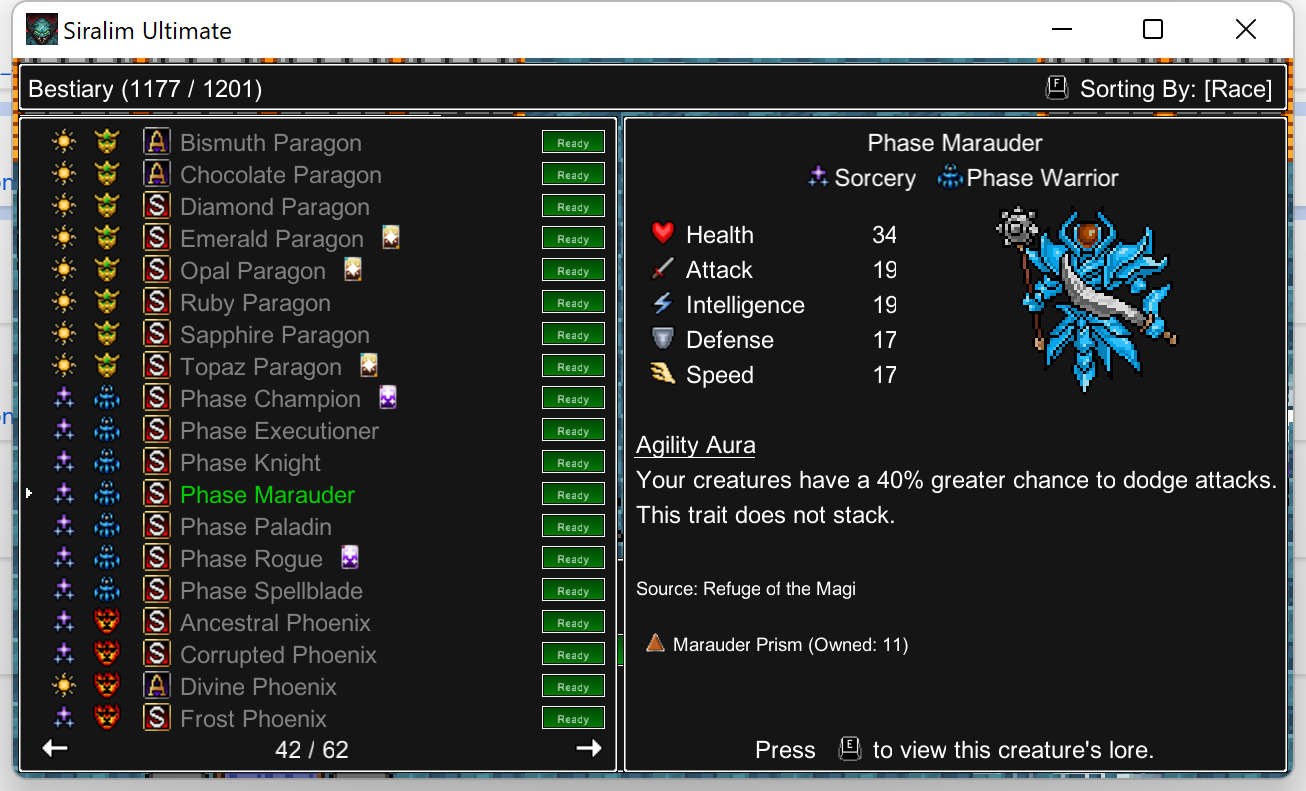 Siralim Ultimate
Bestiary (1177 / 1201)
F Sorting By: [Race]
A Bismuth Paragon Ready
A Chocolate Paragon Ready
S Diamond Paragon Ready
S Emerald Paragon Ready
S Opal Paragon Ready
S Ruby Paragon Ready
S Sapphire Paragon Ready
S Topaz Paragon Ready
S Phase Champion Ready
S Phase Executioner Ready
S Phase Knight Ready
S Phase Marauder Ready
S Phase Paladin Ready
S Phase Rogue Ready
S Phase Spellblade Ready
S Ancestral Phoenix Ready
S Corrupted Phoenix Ready
A Divine Phoenix Ready
S Frost Phoenix Ready
42 / 62
Phase Marauder
Sorcery Phase Warrior
Health 34
Attack 19
Intelligence 19
Defense 17
Speed 17
Agility Aura
Your creatures have a 40% greater chance to dodge attacks.
This trait does not stack.
Source: Refuge of the Magi
Marauder Prism (Owned: 11)
Press E to view this creature's lore.